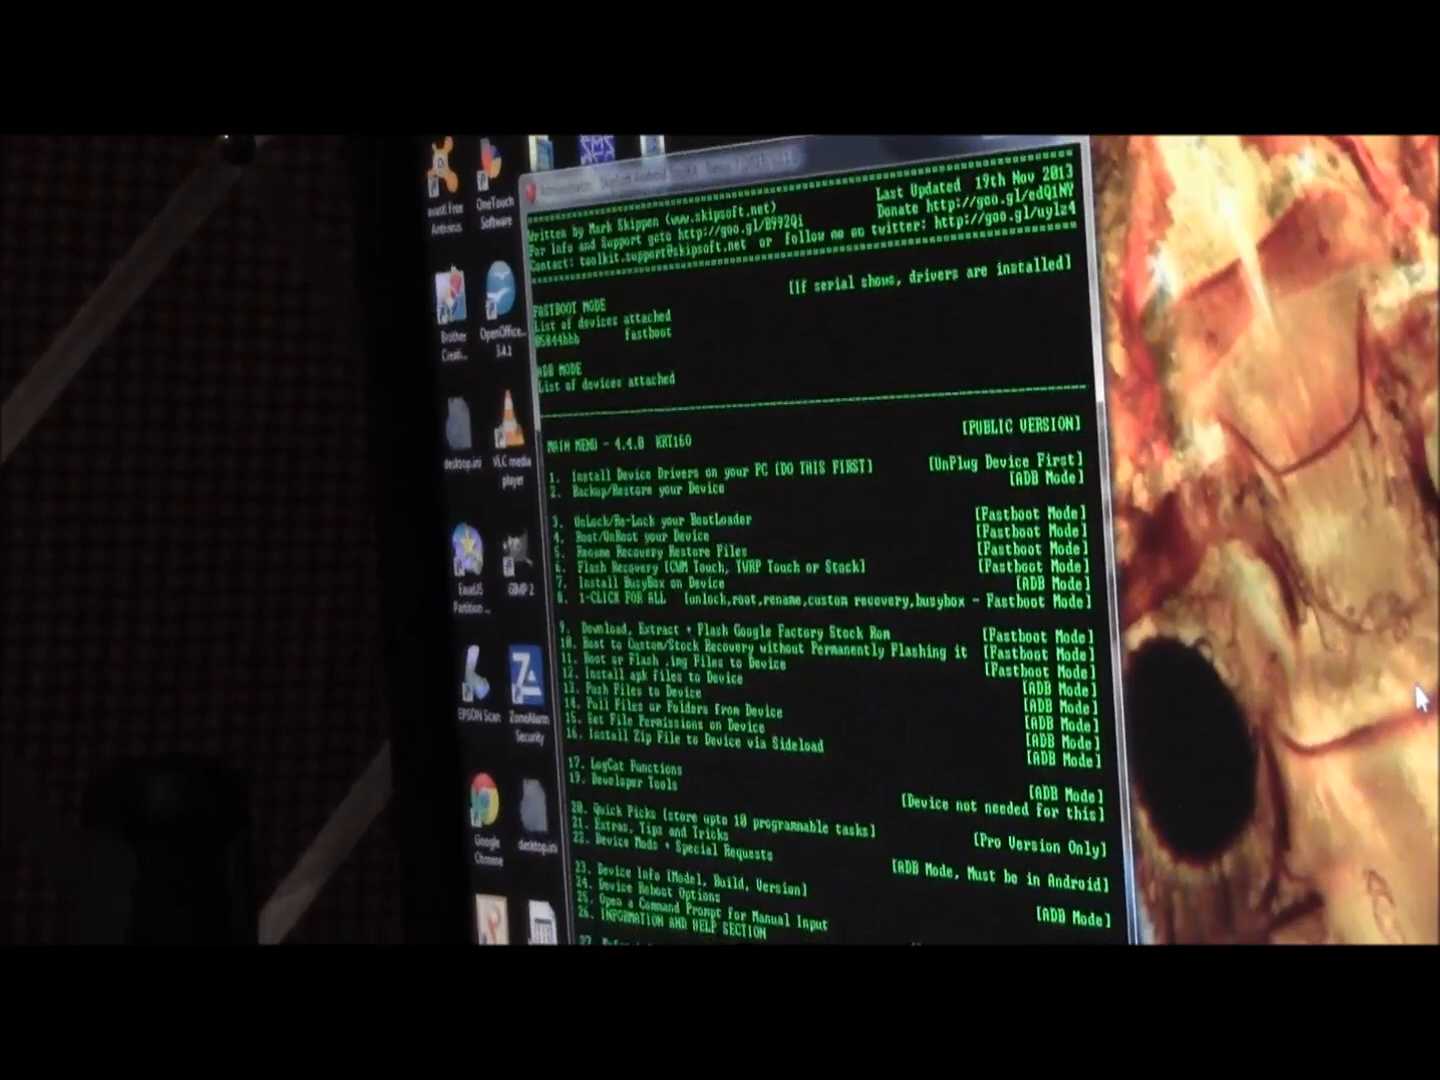 avast! Free
Antivirus
OneTouch
Software
Brother
Creati...
OpenOffice...
3.4.1
desktop.ini
VLC media
player
EaseUS
Partition ...
GIMP 2
EPSON Scan
ZoneAlarm
Security
Google
Chrome
desktop.ini
Administrator:
Written by Mark Skippen (www.skipsoft.net) Last Updated 19th Nov 2013
For Info and Support goto http://goo.gl/B992Qi Donate http://goo.gl/edQ1NY
Contact: toolkit.support@skipsoft.net or follow me on twitter: http://goo.gl/uylz4
[If serial shows, drivers are installed]
FASTBOOT MODE
List of devices attached
05844bbb fastboot
ADB MODE
List of devices attached
MAIN MENU - 4.4.0 KRT16O [PUBLIC VERSION]
1. Install Device Drivers on your PC [DO THIS FIRST] [UnPlug Device First]
2. Backup/Restore your Device [ADB Mode]
3. UnLock/Re-Lock your BootLoader [Fastboot Mode]
4. Root/UnRoot your Device [Fastboot Mode]
5. Rename Recovery Restore Files [Fastboot Mode]
6. Flash Recovery [CWM Touch, TWRP Touch or Stock] [Fastboot Mode]
7. Install BusyBox on Device [ADB Mode]
8. 1-CLICK FOR ALL [unlock,root,rename,custom recovery,busybox - Fastboot Mode]
9. Download, Extract + Flash Google Factory Stock Rom [Fastboot Mode]
10. Boot to Custom/Stock Recovery without Permanently Flashing it [Fastboot Mode]
11. Boot or Flash .img Files to Device [Fastboot Mode]
12. Install apk files to Device [ADB Mode]
13. Push Files to Device [ADB Mode]
14. Pull Files or Folders from Device [ADB Mode]
15. Set File Permissions on Device [ADB Mode]
16. Install Zip File to Device via Sideload [ADB Mode]
17. LogCat Functions [ADB Mode]
19. Developer Tools [Device not needed for this]
20. Quick Picks [store upto 10 programmable tasks] [Pro Version Only]
21. Extras, Tips and Tricks
22. Device Mods + Special Requests [ADB Mode, Must be in Android]
23. Device Info [Model, Build, Version]
24. Device Reboot Options [ADB Mode]
25. Open a Command Prompt for Manual Input
26. INFORMATION AND HELP SECTION
27.